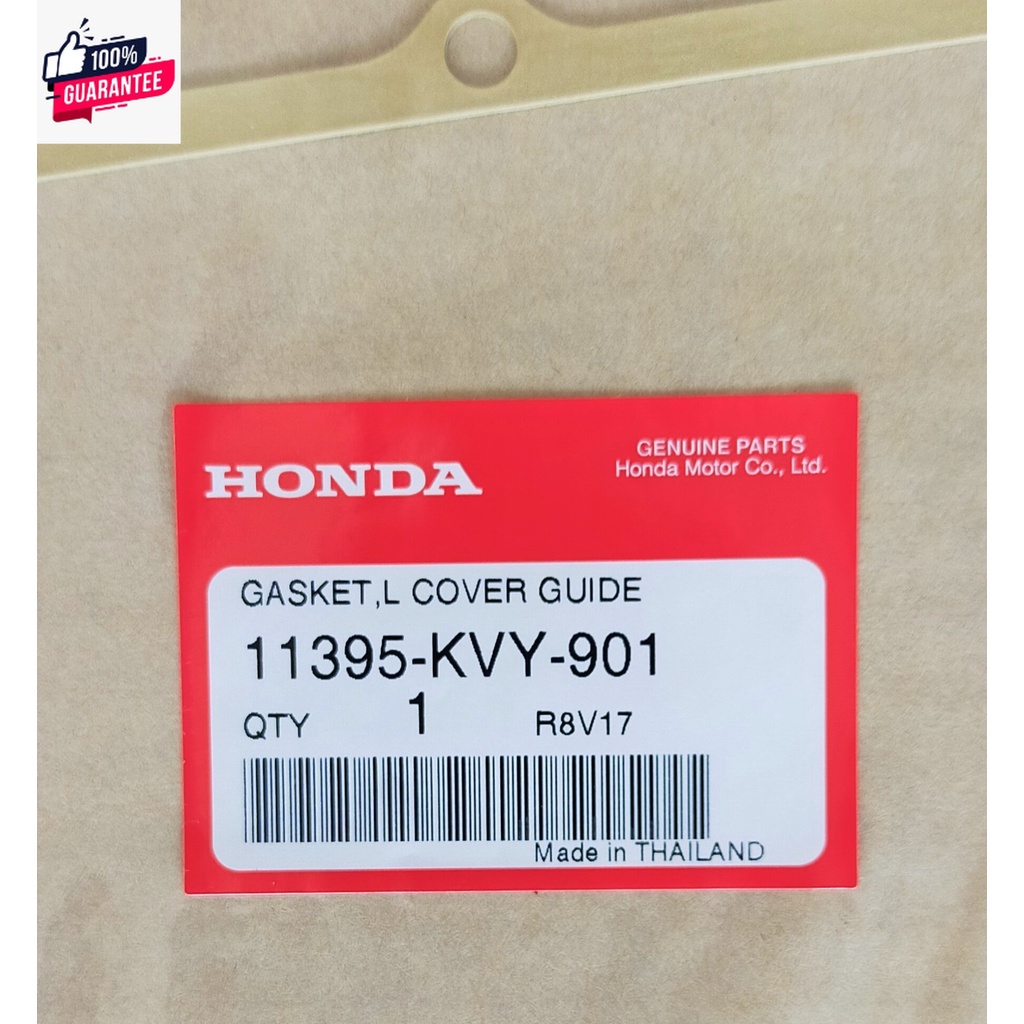 100%
GUARANTEE
HONDA
GENUINE PARTS
Honda Motor Co., Ltd.
GASKET,L COVER GUIDE
11395-KVY-901
QTY 1 R8V17
Made in THAILAND